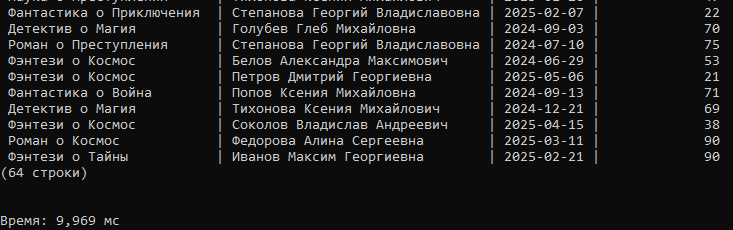 Фантастика о Приключения | Степанова Георгий Владиславовна | 2025-02-07 | 22
Детектив о Магия | Голубев Глеб Михайловна | 2024-09-03 | 70
Роман о Преступления | Степанова Георгий Владиславовна | 2024-07-10 | 75
Фэнтези о Космос | Белов Александра Максимович | 2024-06-29 | 53
Фэнтези о Космос | Петров Дмитрий Георгиевна | 2025-05-06 | 21
Фантастика о Война | Попов Ксения Михайловна | 2024-09-13 | 71
Детектив о Магия | Тихонова Ксения Михайлович | 2024-12-21 | 69
Фэнтези о Космос | Соколов Владислав Андреевич | 2025-04-15 | 38
Роман о Космос | Федорова Алина Сергеевна | 2025-03-11 | 90
Фэнтези о Тайны | Иванов Максим Георгиевна | 2025-02-21 | 90
(64 строки)
Время: 9,969 мс